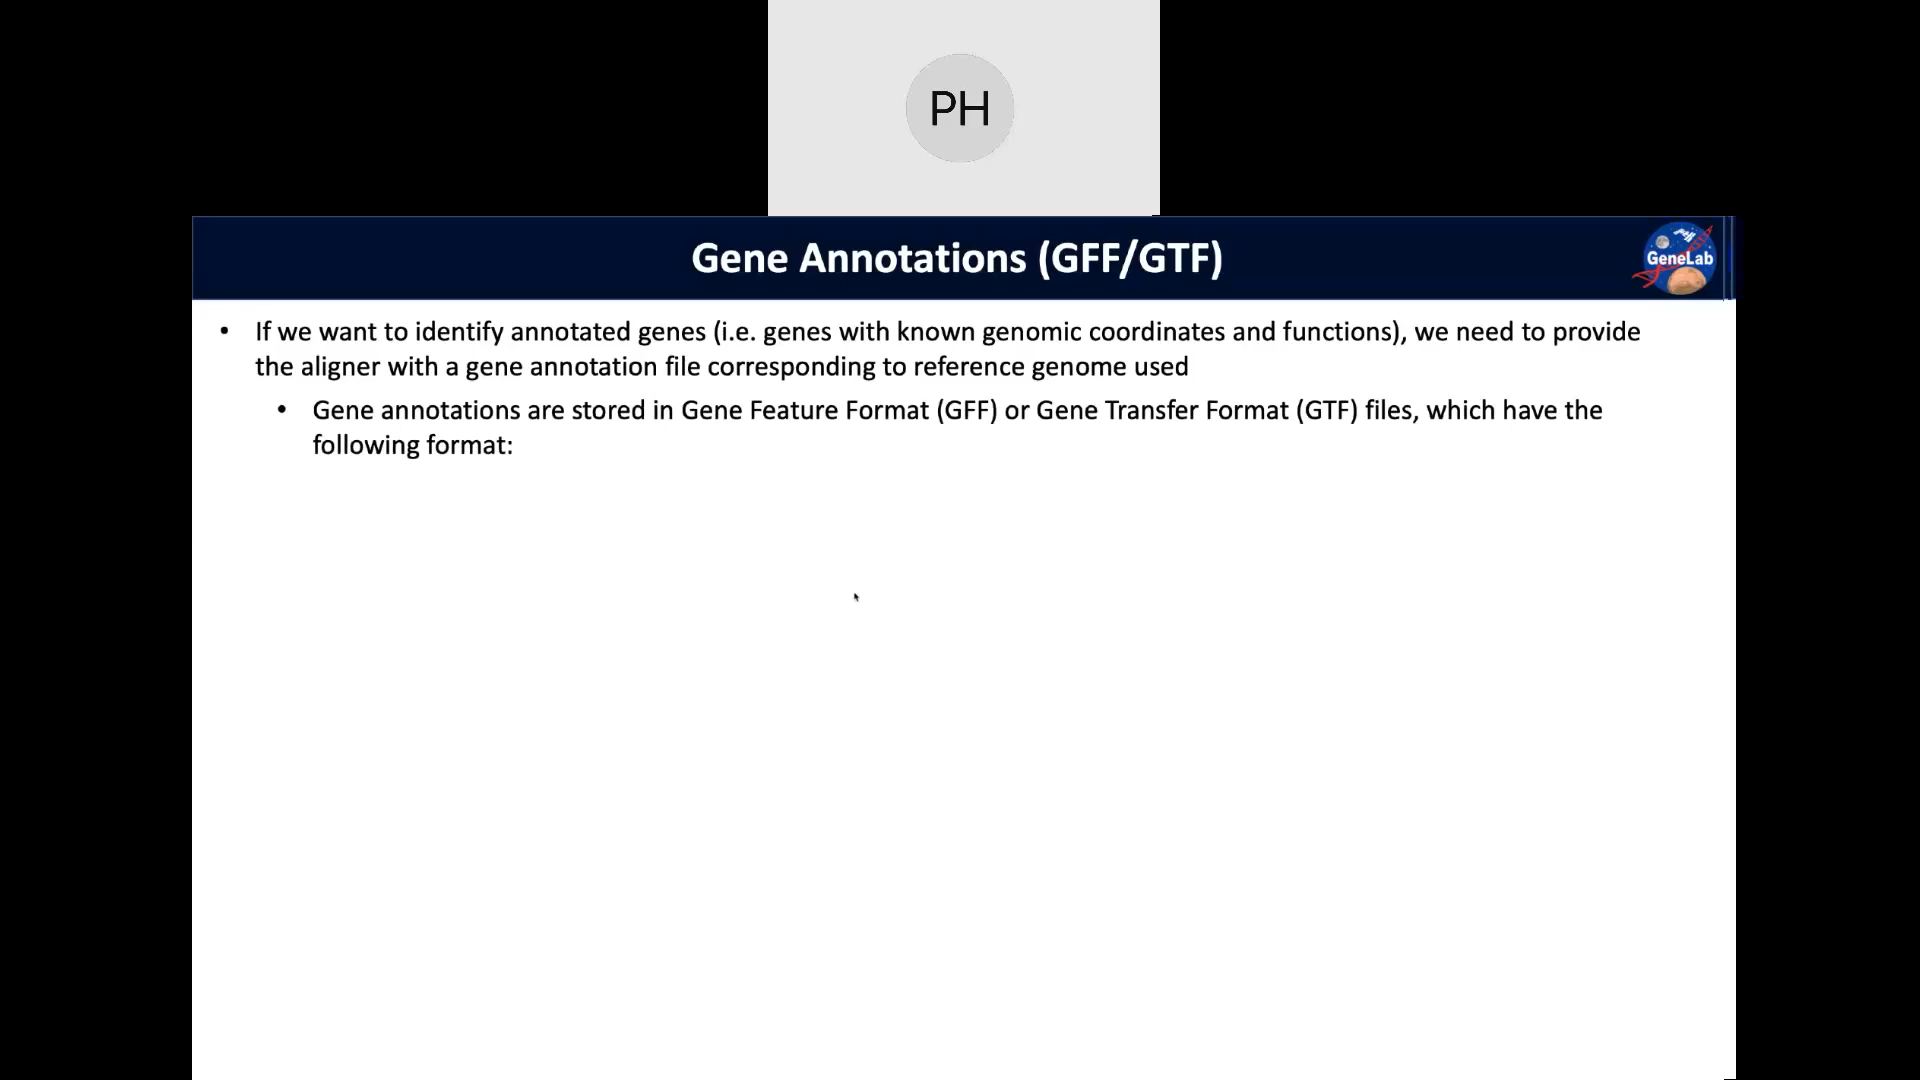 PH
Gene Annotations (GFF/GTF)
GeneLab
• If we want to identify annotated genes (i.e. genes with known genomic coordinates and functions), we need to provide
the aligner with a gene annotation file corresponding to reference genome used
• Gene annotations are stored in Gene Feature Format (GFF) or Gene Transfer Format (GTF) files, which have the
following format: